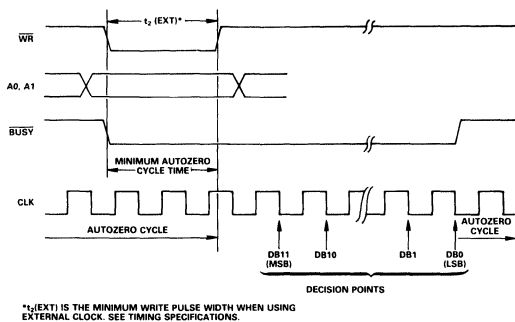 t₂ (EXT)*
WR
A0, A1
BUSY
MINIMUM AUTOZERO
CYCLE TIME
CLK
AUTOZERO CYCLE
AUTOZERO
CYCLE
DB11
(MSB)
DB10
DB1
DB0
(LSB)
DECISION POINTS
*t₂(EXT) IS THE MINIMUM WRITE PULSE WIDTH WHEN USING
EXTERNAL CLOCK. SEE TIMING SPECIFICATIONS.